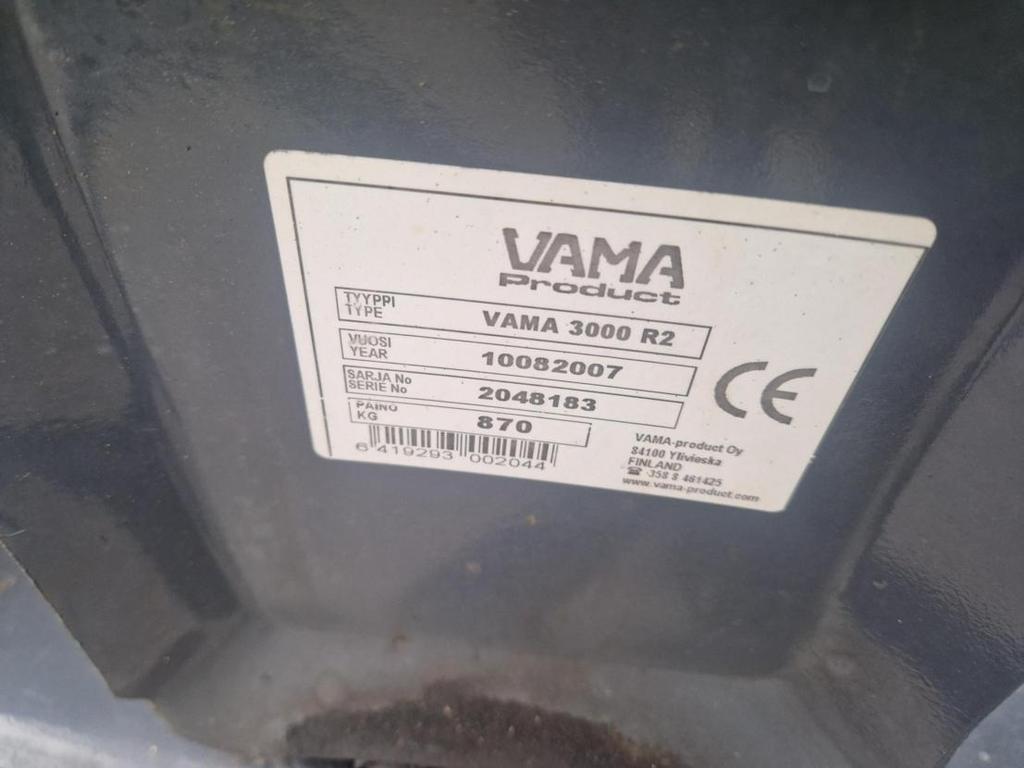 VAMA
Product
TYYPPI
TYPE
VAMA 3000 R2
VUOSI
YEAR
10082007
SARJA No
SERIE No
2048183
PAINO
KG
870
6 419293 002044
CE
VAMA-product Oy
84100 Ylivieska
FINLAND
☎ 358 8 481425
www.vama-product.com